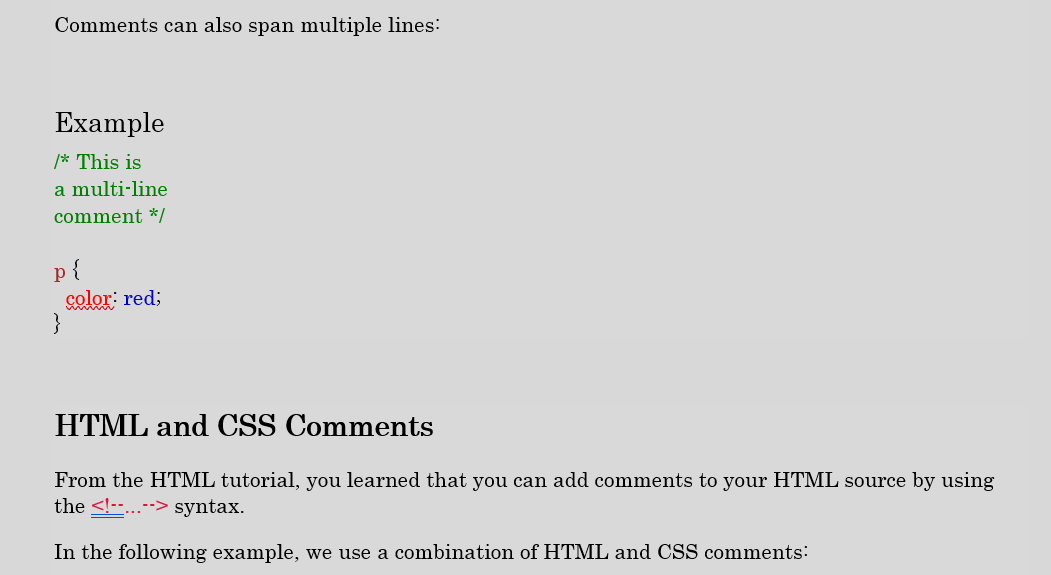 Comments can also span multiple lines:
Example
/* This is
a multi-line
comment */
p {
color: red;
}
HTML and CSS Comments
From the HTML tutorial, you learned that you can add comments to your HTML source by using
the <!--...--> syntax.
In the following example, we use a combination of HTML and CSS comments: